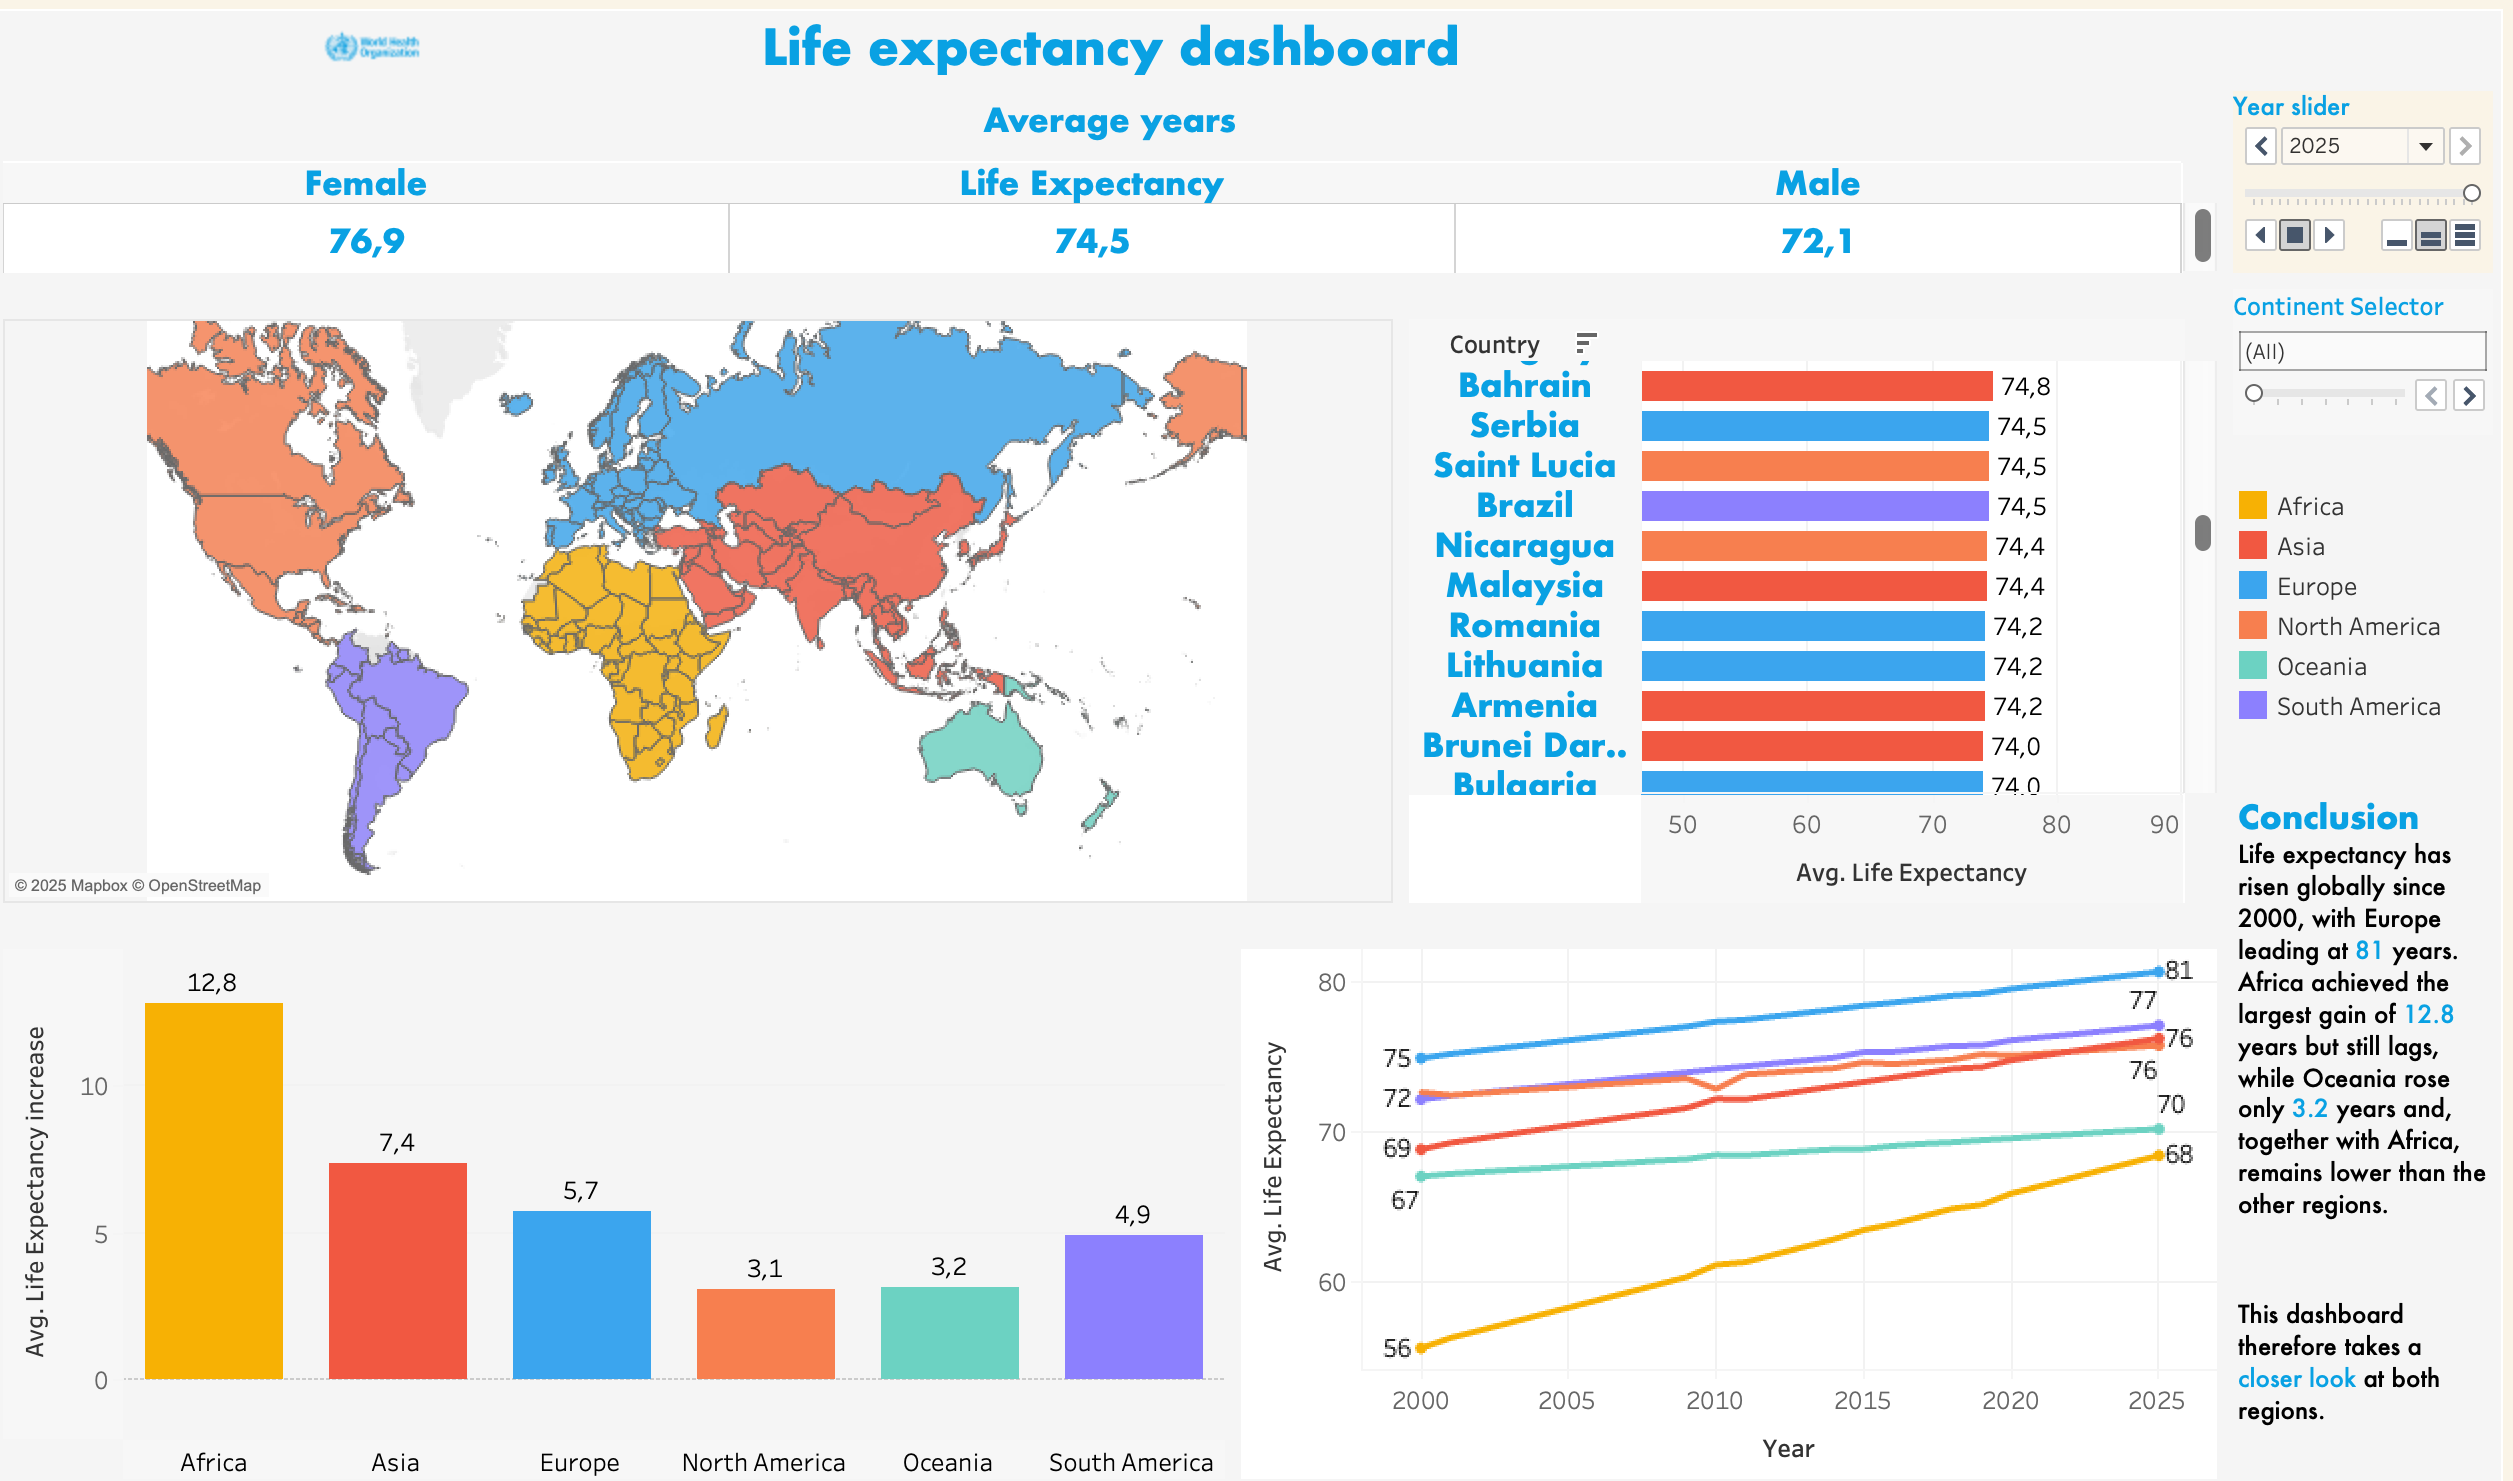 World Health
Organization
Life expectancy dashboard
Average years
Female
Life Expectancy
Male
76,9
74,5
72,1
Year slider
2025
Continent Selector
(All)
Country
Bahrain 74,8
Serbia 74,5
Saint Lucia 74,5
Brazil 74,5
Nicaragua 74,4
Malaysia 74,4
Romania 74,2
Lithuania 74,2
Armenia 74,2
Brunei Dar.. 74,0
Bulgaria 74,0
50 60 70 80 90
Avg. Life Expectancy
© 2025 Mapbox © OpenStreetMap
Africa
Asia
Europe
North America
Oceania
South America
Conclusion
Life expectancy has
risen globally since
2000, with Europe
leading at 81 years.
Africa achieved the
largest gain of 12.8
years but still lags,
while Oceania rose
only 3.2 years and,
together with Africa,
remains lower than the
other regions.
This dashboard
therefore takes a
closer look at both
regions.
Avg. Life Expectancy increase
10
5
0
12,8
7,4
5,7
3,1
3,2
4,9
Africa Asia Europe North America Oceania South America
Avg. Life Expectancy
80
70
60
75
72
69
67
56
81
77
76
76
70
68
2000 2005 2010 2015 2020 2025
Year